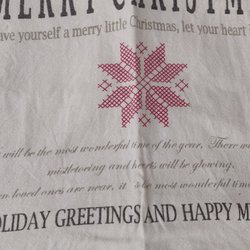 MERRY CHRISTM
ave yourself a merry little Christmas, let your heart
will be the most wonderful time of the year. There w
mistletoeing and hearts will be glowing.
en loved ones are near, it s be most wonderful time
OLIDAY GREETINGS AND HAPPY M